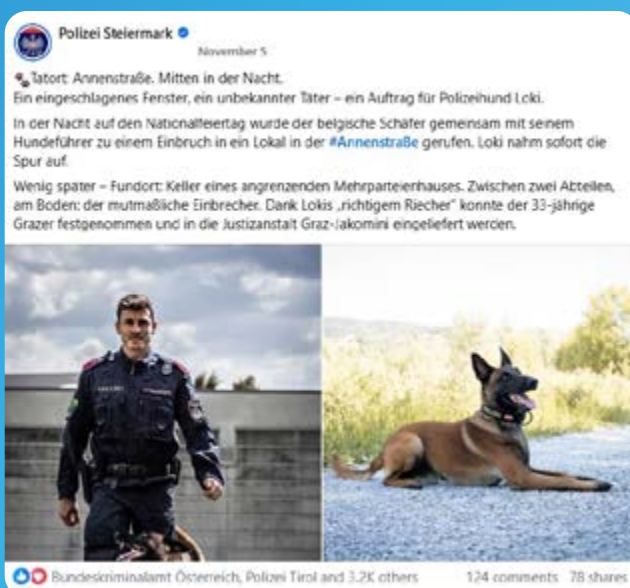 Polizei Steiermark
November 5
Tatort: Annenstraße. Mitten in der Nacht.
Ein eingeschlagenes Fenster, ein unbekannter Täter – ein Auftrag für Polizeihund Loki.
In der Nacht auf den Nationalfeiertag wurde der belgische Schäfer gemeinsam mit seinem
Hundeführer zu einem Einbruch in ein Lokal in der #Annenstraße gerufen. Loki nahm sofort die
Spur auf.
Wenig später – Fundort: Keller eines angrenzenden Mehrparteienhauses. Zwischen zwei Abteilen,
am Boden: der mutmaßliche Einbrecher. Dank Lokis „richtigem Riecher“ konnte der 33-jährige
Grazer festgenommen und in die Justizanstalt Graz-Jakomini eingeliefert werden.
Bundeskriminalamt Österreich, Polizei Tirol and 3.2K others
124 comments 78 shares